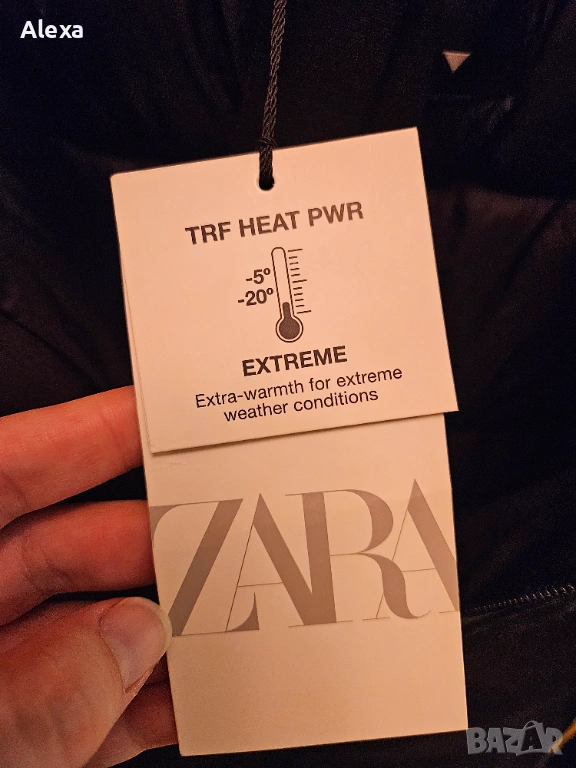 Alexa
TRF HEAT PWR
-5º
-20º
EXTREME
Extra-warmth for extreme
weather conditions
ZARA
BAZAR